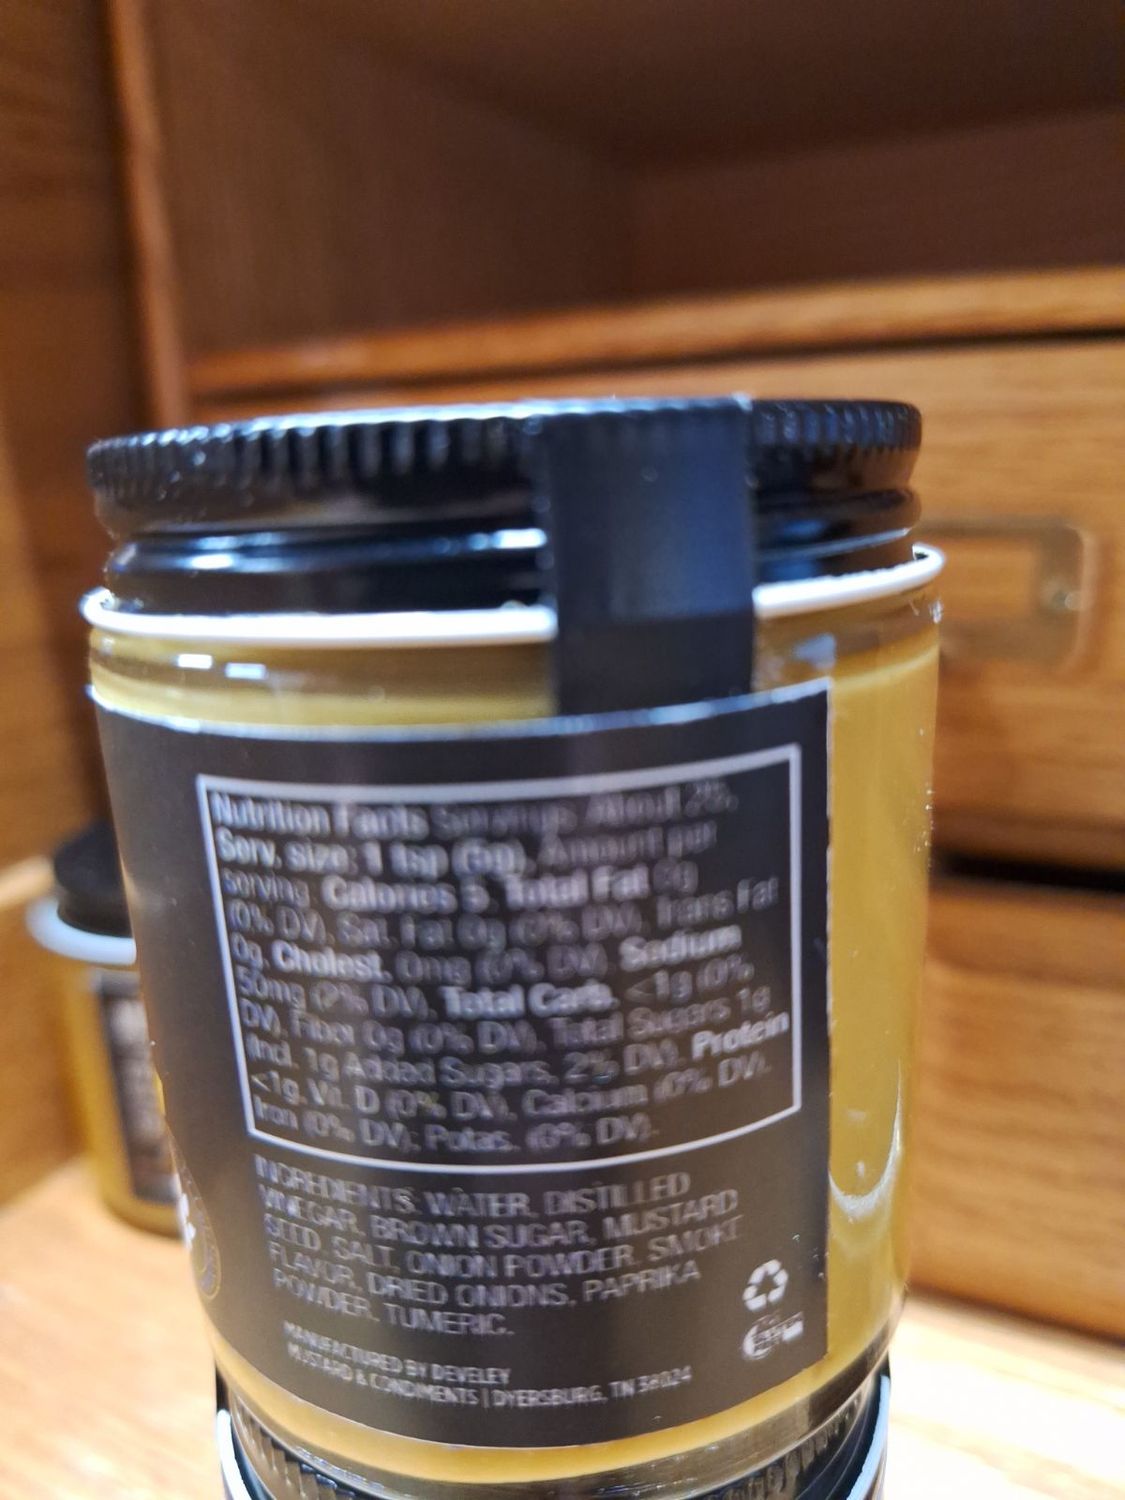 Nutrition Facts Servings About 25,
Serv. size: 1 tsp (5g), Amount per
serving: Calories 5, Total Fat 0g
(0% DV), Sat. Fat 0g (0% DV), Trans Fat
0g, Cholest. 0mg (0% DV), Sodium
50mg (2% DV), Total Carb. <1g (0%
DV), Fiber 0g (0% DV), Total Sugars 1g
(Incl. 1g Added Sugars, 2% DV), Protein
<1g, Vit. D (0% DV), Calcium (0% DV),
Iron (0% DV), Potas. (0% DV).
INGREDIENTS: WATER, DISTILLED
VINEGAR, BROWN SUGAR, MUSTARD
SEED, SALT, ONION POWDER, SMOKE
FLAVOR, DRIED ONIONS, PAPRIKA
POWDER, TUMERIC.
MANUFACTURED BY DEVELEY
MUSTARD & CONDIMENTS | DYERSBURG, TN 38024